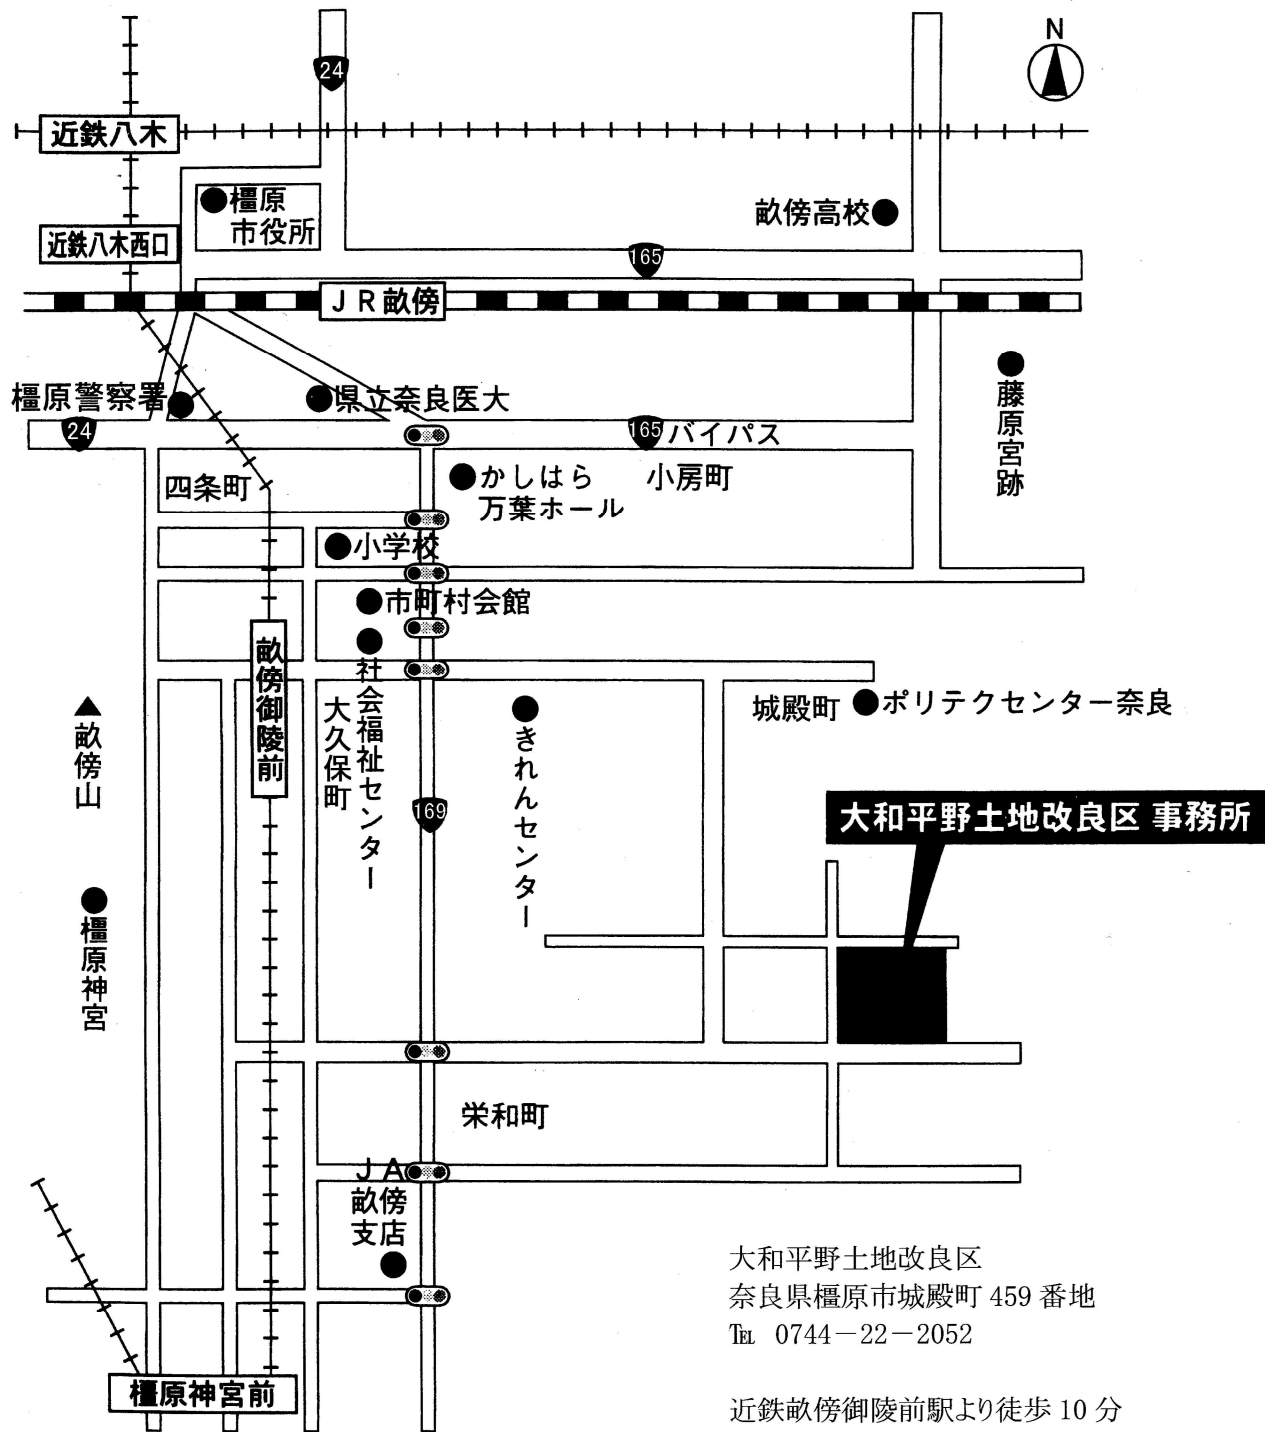 N
24
近鉄八木
橿原
市役所
畝傍高校
近鉄八木西口
165
JR畝傍
橿原警察署
県立奈良医大
藤原宮跡
24
165
バイパス
四条町
かしはら
万葉ホール
小房町
小学校
市町村会館
畝傍御陵前
社会福祉センター
大久保町
▲畝傍山
きれんセンター
城殿町
ポリテクセンター奈良
169
大和平野土地改良区 事務所
橿原神宮
栄和町
JA
畝傍
支店
橿原神宮前
大和平野土地改良区
奈良県橿原市城殿町 459 番地
℡ 0744－22－2052
近鉄畝傍御陵前駅より徒歩 10 分